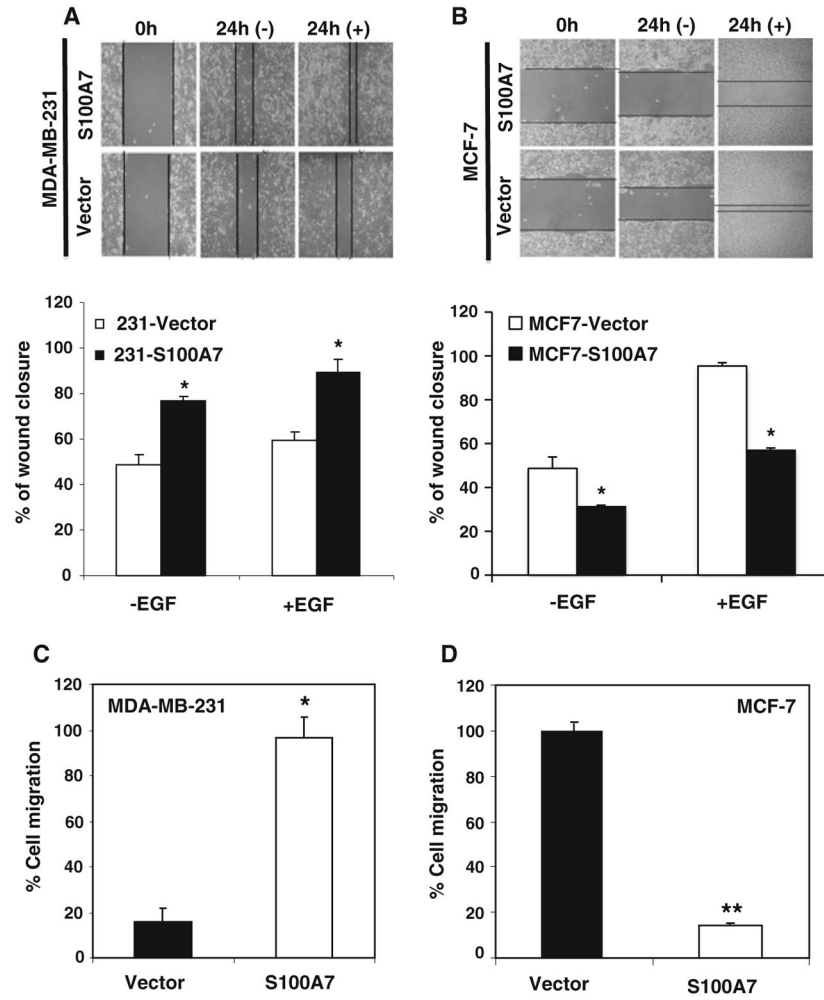 A
0h
24h (-)
24h (+)
MDA-MB-231
S100A7
Vector
% of wound closure
120
100
80
60
40
20
0
231-Vector
231-S100A7
*
*
-EGF
+EGF
B
0h
24h (-)
24h (+)
MCF-7
S100A7
Vector
% of wound closure
120
100
80
60
40
20
0
MCF7-Vector
MCF7-S100A7
*
*
-EGF
+EGF
C
% Cell migration
120
100
80
60
40
20
0
MDA-MB-231
*
Vector
S100A7
D
% Cell migration
120
100
80
60
40
20
0
MCF-7
**
Vector
S100A7